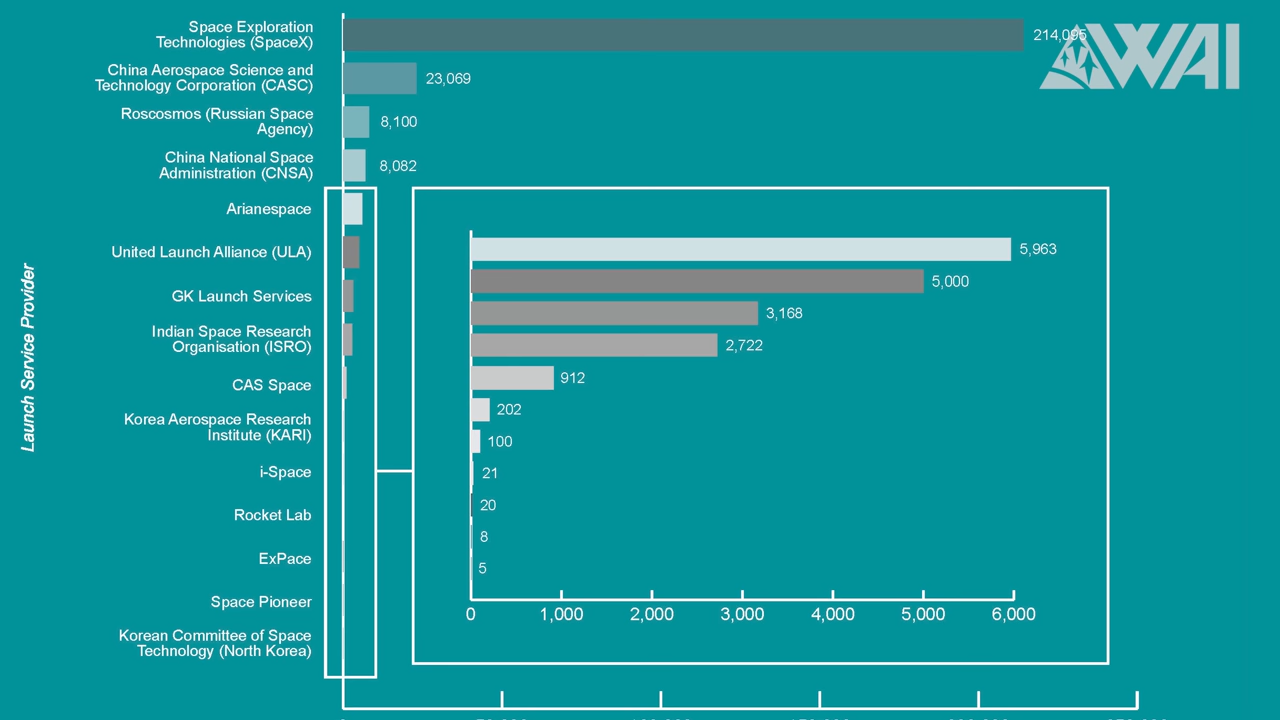 Space Exploration
Technologies (SpaceX)
214,095
WAI
China Aerospace Science and
Technology Corporation (CASC)
23,069
Roscosmos (Russian Space
Agency)
8,100
China National Space
Administration (CNSA)
8,082
Arianespace
United Launch Alliance (ULA)
GK Launch Services
Indian Space Research
Organisation (ISRO)
CAS Space
Korea Aerospace Research
Institute (KARI)
i-Space
Rocket Lab
ExPace
Space Pioneer
Korean Committee of Space
Technology (North Korea)
Launch Service Provider
5,963
5,000
3,168
2,722
912
202
100
21
20
8
5
0 1,000 2,000 3,000 4,000 5,000 6,000